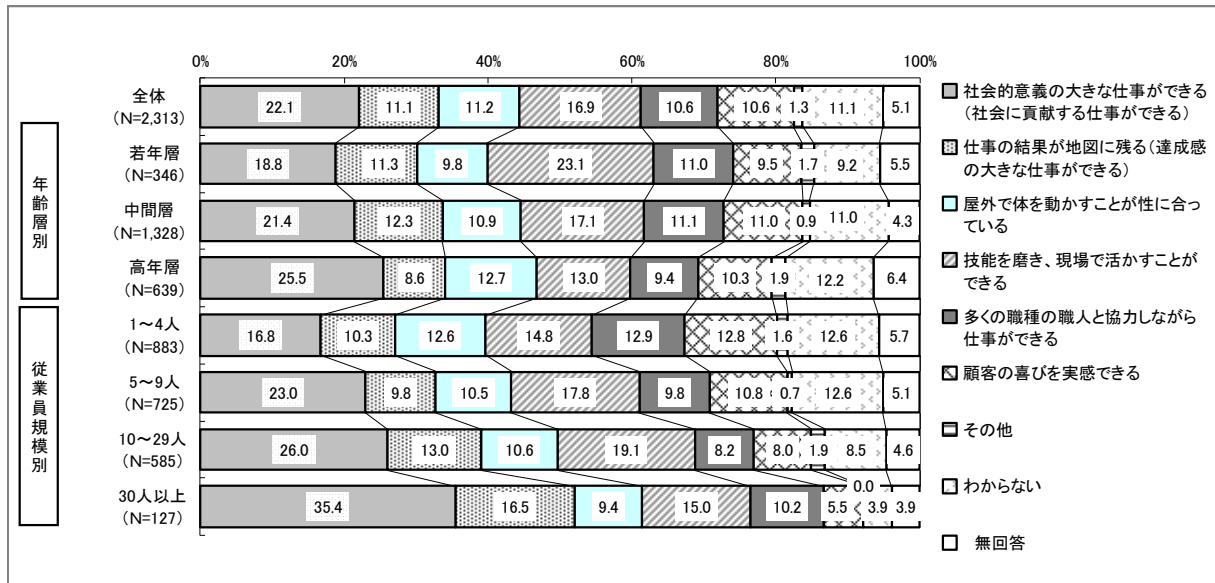 0% 20% 40% 60% 80% 100%
全体
(N=2,313)
22.1 11.1 11.2 16.9 10.6 10.6 1.3 11.1 5.1
年齢層別
若年層
(N=346)
18.8 11.3 9.8 23.1 11.0 9.5 1.7 9.2 5.5
中間層
(N=1,328)
21.4 12.3 10.9 17.1 11.1 11.0 0.9 11.0 4.3
高年層
(N=639)
25.5 8.6 12.7 13.0 9.4 10.3 1.9 12.2 6.4
従業員規模別
1~4人
(N=883)
16.8 10.3 12.6 14.8 12.9 12.8 1.6 12.6 5.7
5~9人
(N=725)
23.0 9.8 10.5 17.8 9.8 10.8 0.7 12.6 5.1
10~29人
(N=585)
26.0 13.0 10.6 19.1 8.2 8.0 1.9 8.5 4.6
30人以上
(N=127)
35.4 16.5 9.4 15.0 10.2 5.5 0.0 3.9 3.9
社会的意義の大きな仕事ができる
(社会に貢献する仕事ができる)
仕事の結果が地図に残る(達成感
の大きな仕事ができる)
屋外で体を動かすことが性に合っ
ている
技能を磨き、現場で活かすことが
できる
多くの職種の職人と協力しながら
仕事ができる
顧客の喜びを実感できる
その他
わからない
無回答